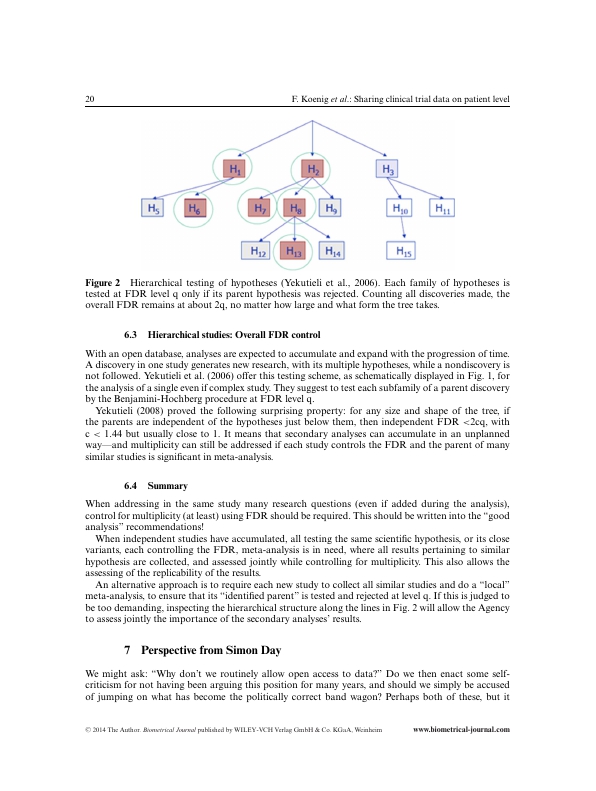 20 F. Koenig et al.: Sharing clinical trial data on patient level
H1 H2 H3
H5 H6 H7 H8 H9 H10 H11
H12 H13 H14 H15
Figure 2 Hierarchical testing of hypotheses (Yekutieli et al., 2006). Each family of hypotheses is
tested at FDR level q only if its parent hypothesis was rejected. Counting all discoveries made, the
overall FDR remains at about 2q, no matter how large and what form the tree takes.
6.3 Hierarchical studies: Overall FDR control
With an open database, analyses are expected to accumulate and expand with the progression of time.
A discovery in one study generates new research, with its multiple hypotheses, while a nondiscovery is
not followed. Yekutieli et al. (2006) offer this testing scheme, as schematically displayed in Fig. 1, for
the analysis of a single even if complex study. They suggest to test each subfamily of a parent discovery
by the Benjamini-Hochberg procedure at FDR level q.
Yekutieli (2008) proved the following surprising property: for any size and shape of the tree, if
the parents are independent of the hypotheses just below them, then independent FDR <2cq, with
c < 1.44 but usually close to 1. It means that secondary analyses can accumulate in an unplanned
way—and multiplicity can still be addressed if each study controls the FDR and the parent of many
similar studies is significant in meta-analysis.
6.4 Summary
When addressing in the same study many research questions (even if added during the analysis),
control for multiplicity (at least) using FDR should be required. This should be written into the “good
analysis” recommendations!
When independent studies have accumulated, all testing the same scientific hypothesis, or its close
variants, each controlling the FDR, meta-analysis is in need, where all results pertaining to similar
hypothesis are collected, and assessed jointly while controlling for multiplicity. This also allows the
assessing of the replicability of the results.
An alternative approach is to require each new study to collect all similar studies and do a “local”
meta-analysis, to ensure that its “identified parent” is tested and rejected at level q. If this is judged to
be too demanding, inspecting the hierarchical structure along the lines in Fig. 2 will allow the Agency
to assess jointly the importance of the secondary analyses’ results.
7 Perspective from Simon Day
We might ask: “Why don’t we routinely allow open access to data?” Do we then enact some self-
criticism for not having been arguing this position for many years, and should we simply be accused
of jumping on what has become the politically correct band wagon? Perhaps both of these, but it
© 2014 The Author. Biometrical Journal published by WILEY-VCH Verlag GmbH & Co. KGaA, Weinheim www.biometrical-journal.com